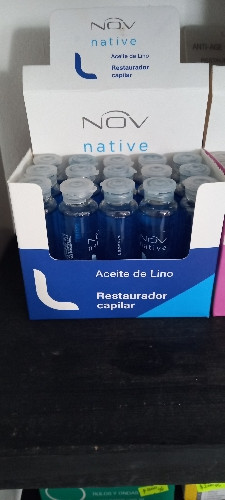 NOV
native
Aceite de Lino
Restaurador
capilar
NOV
native
NOV
native
Aceite de Lino
Restaurador
capilar